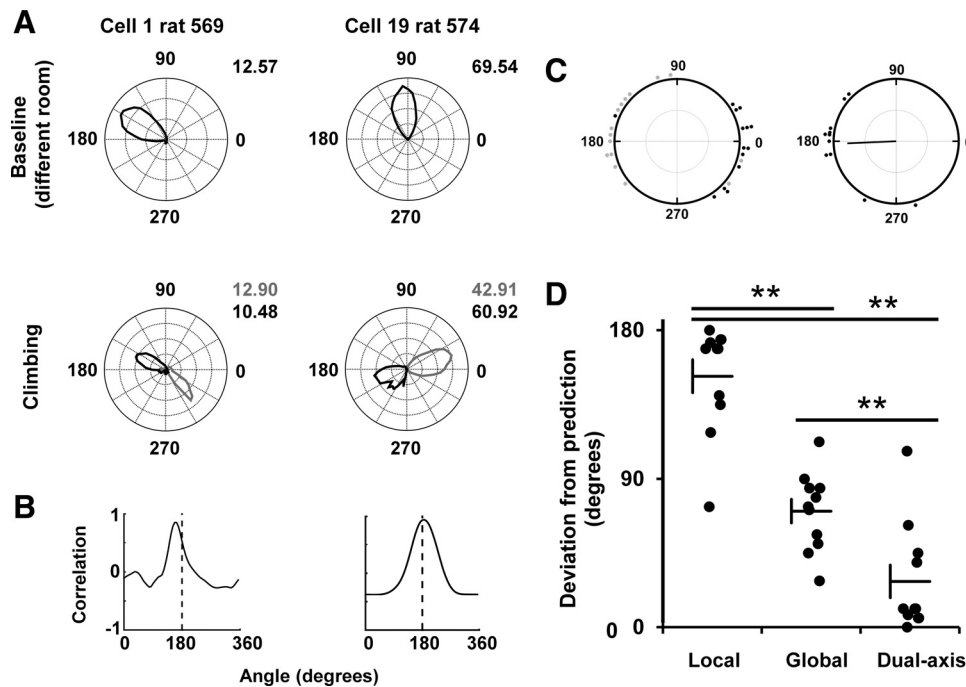 A
Cell 1 rat 569
Cell 19 rat 574
Baseline
(different room)
90
12.57
180
0
270
90
69.54
0
270
C
90
180
0
270
90
180
270
Climbing
90
12.90
10.48
180
0
270
90
42.91
60.92
180
0
270
B
Correlation
1
0
-1
0
180
360
0
180
360
Angle (degrees)
D
**
**
**
Deviation from prediction
(degrees)
180
90
0
0
Local
Global
Dual-axis